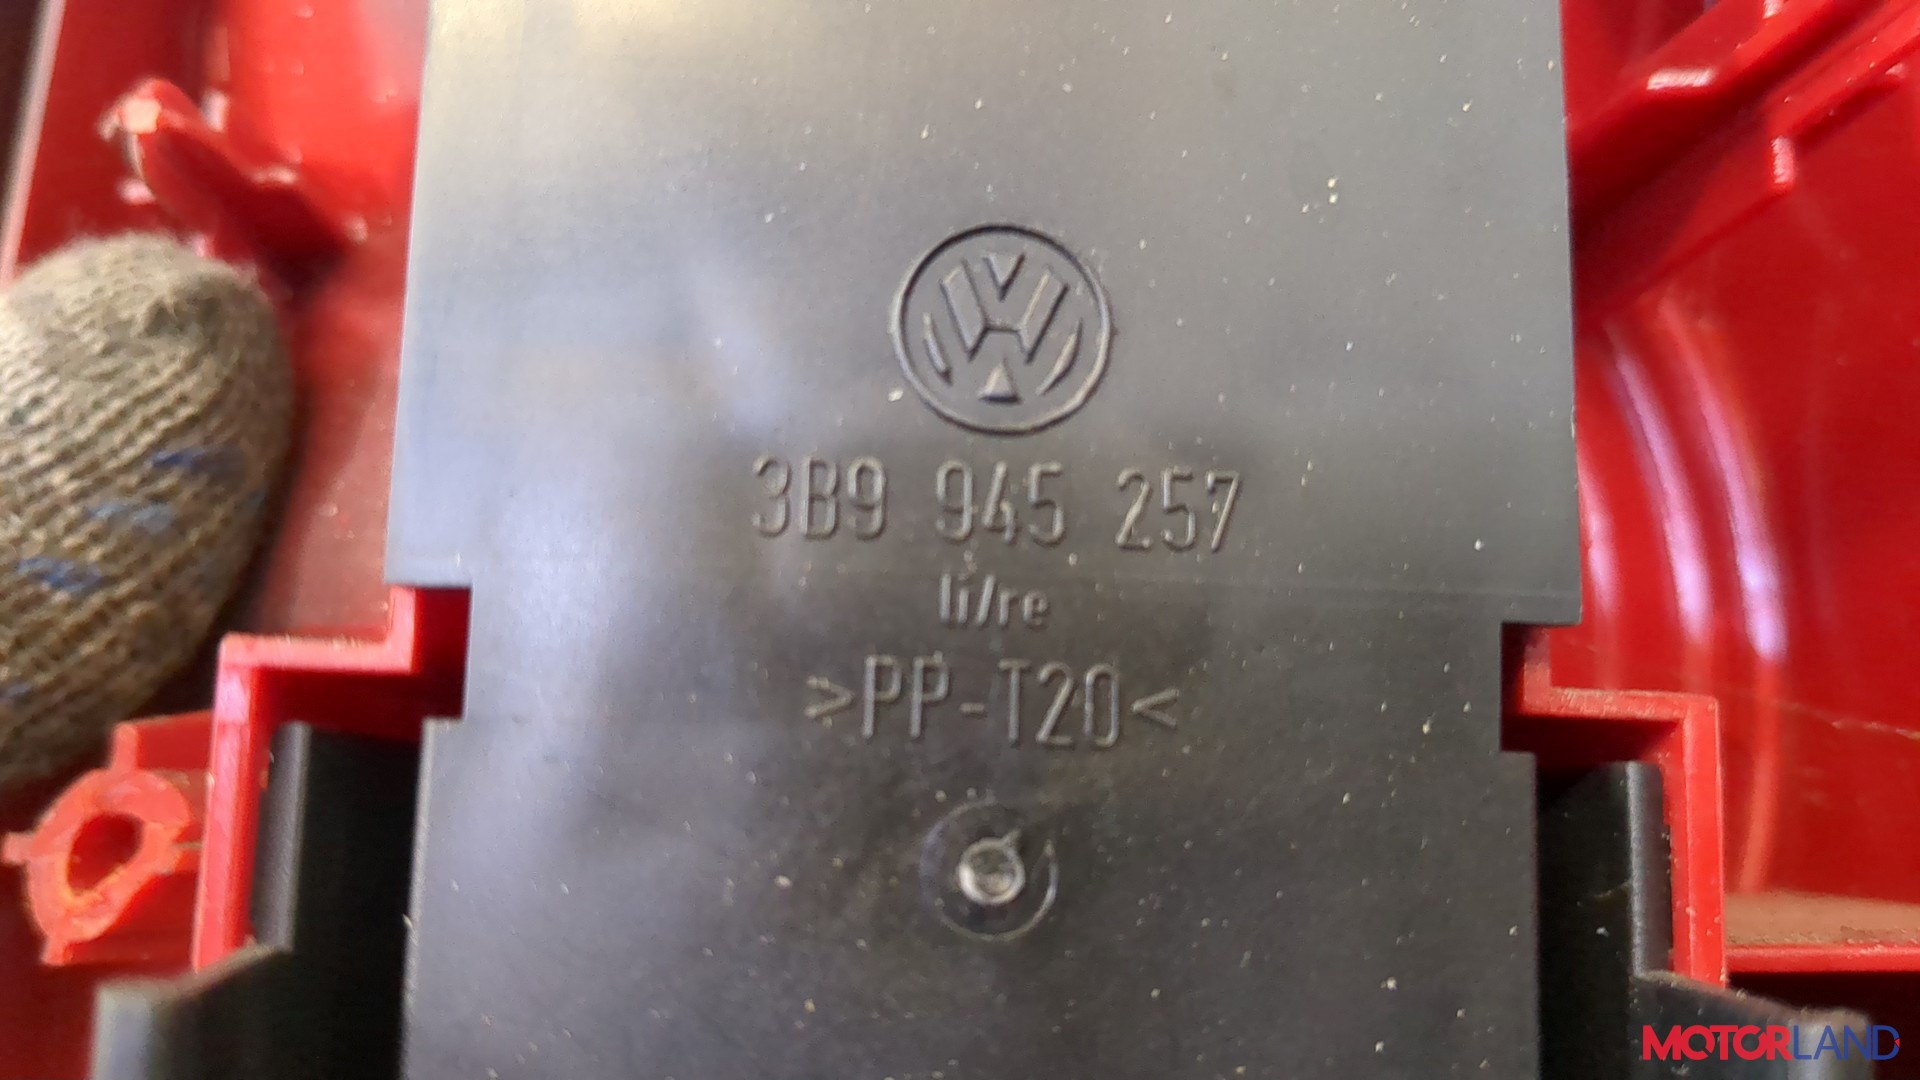 3B9 945 257
li/re
>PP-T20<
MOTORLAND